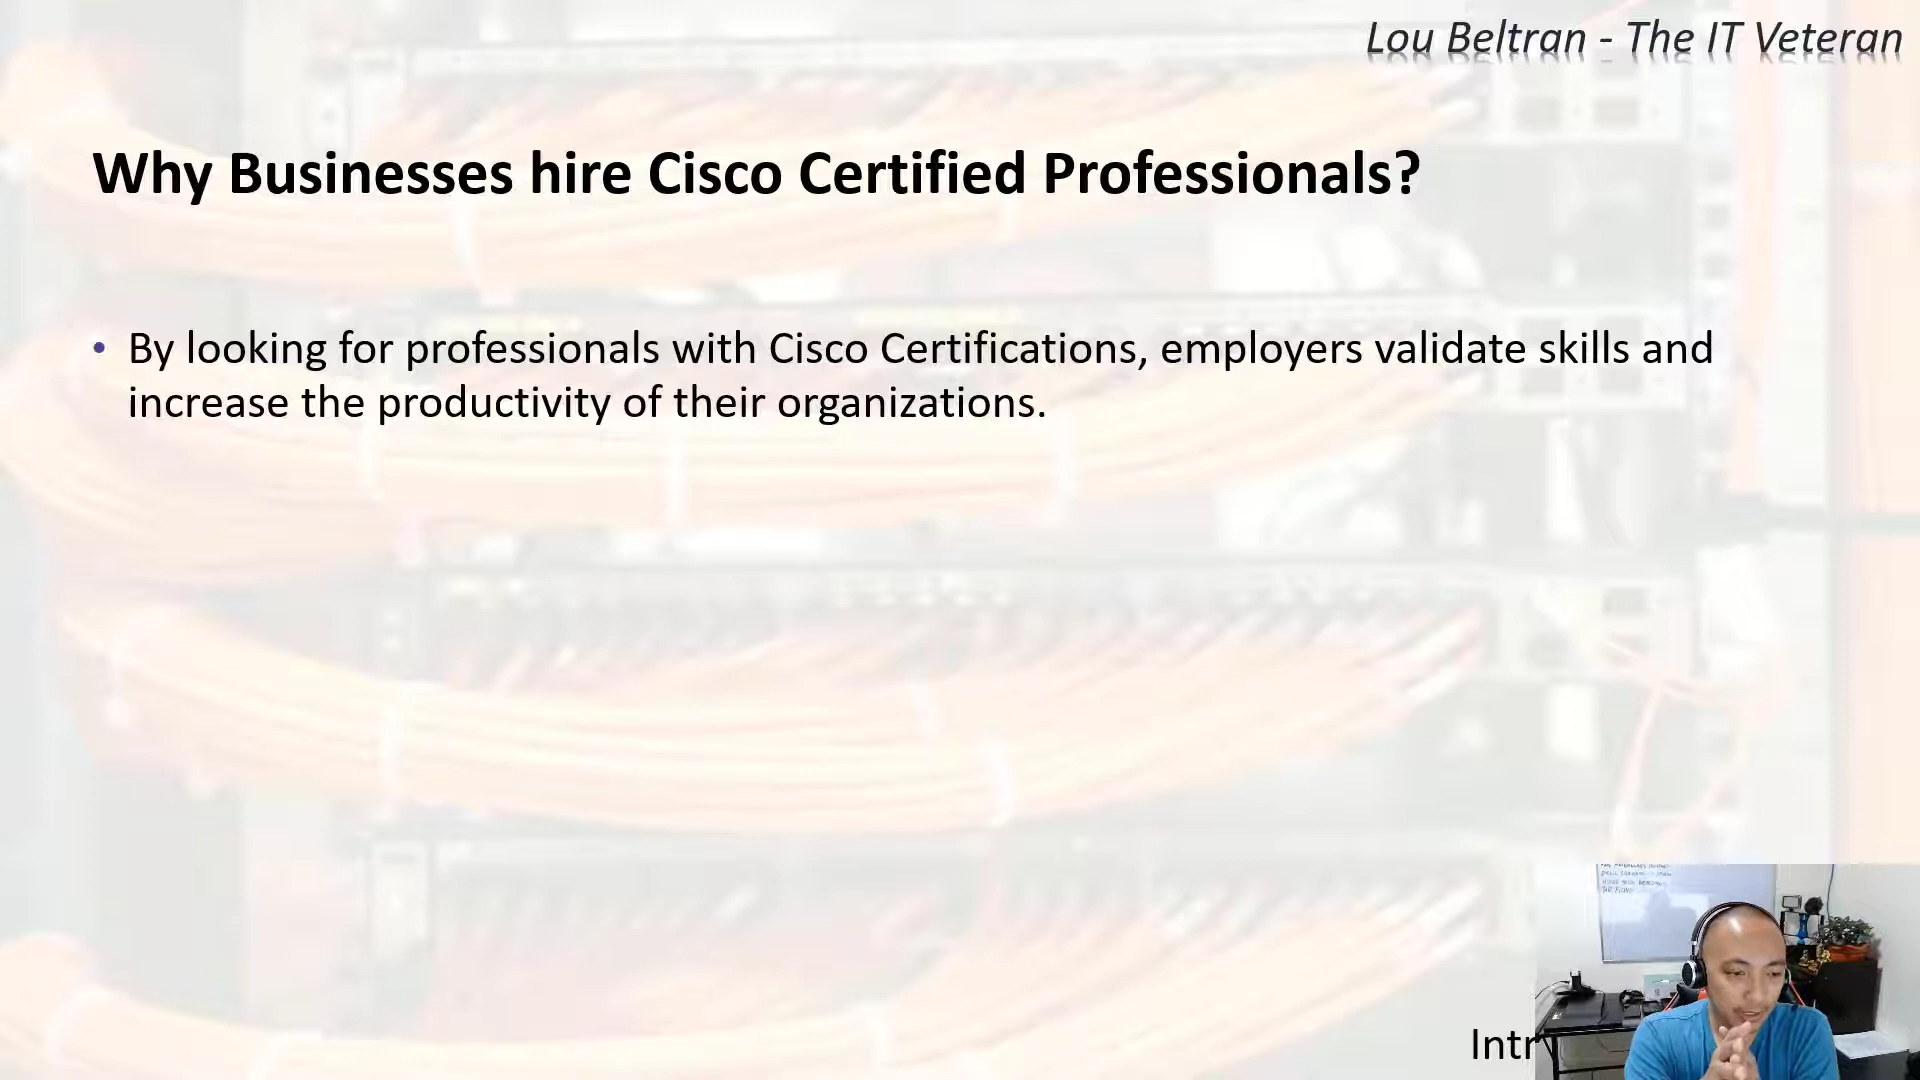 Lou Beltran - The IT Veteran
Why Businesses hire Cisco Certified Professionals?
• By looking for professionals with Cisco Certifications, employers validate skills and
increase the productivity of their organizations.
Intr